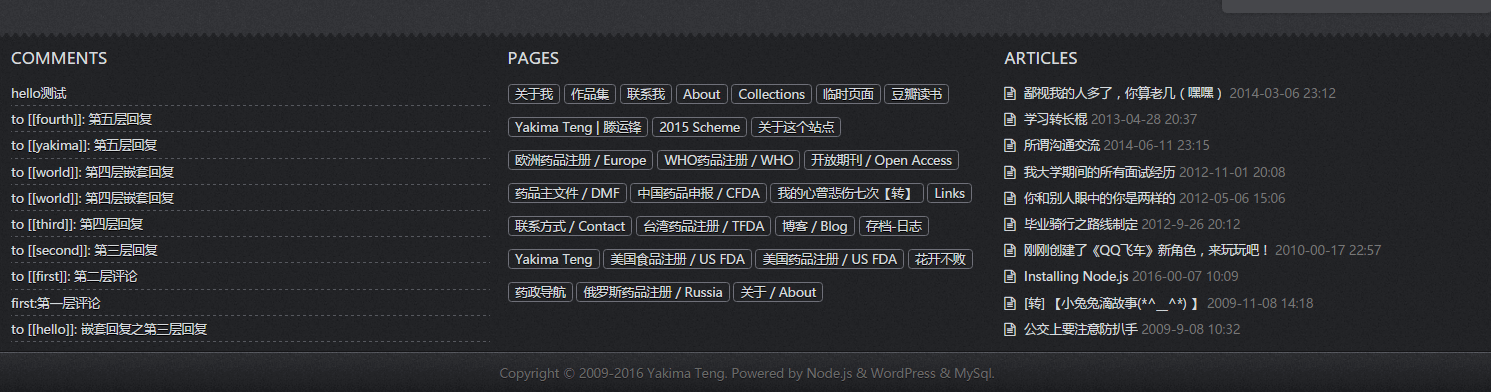 COMMENTS
hello测试
to [[fourth]]: 第五层回复
to [[yakima]]: 第五层回复
to [[world]]: 第四层嵌套回复
to [[world]]: 第四层嵌套回复
to [[third]]: 第四层回复
to [[second]]: 第三层回复
to [[first]]: 第二层评论
first:第一层评论
to [[hello]]: 嵌套回复之第三层回复
PAGES
关于我 作品集 联系我 About Collections 临时页面 豆瓣读书
Yakima Teng | 滕运锋 2015 Scheme 关于这个站点
欧洲药品注册 / Europe WHO药品注册 / WHO 开放期刊 / Open Access
药品主文件 / DMF 中国药品申报 / CFDA 我的心曾悲伤七次【转】 Links
联系方式 / Contact 台湾药品注册 / TFDA 博客 / Blog 存档-日志
Yakima Teng 美国食品注册 / US FDA 美国药品注册 / US FDA 花开不败
药政导航 俄罗斯药品注册 / Russia 关于 / About
ARTICLES
鄙视我的人多了，你算老几（嘿嘿） 2014-03-06 23:12
学习转长棍 2013-04-28 20:37
所谓沟通交流 2014-06-11 23:15
我大学期间的所有面试经历 2012-11-01 20:08
你和别人眼中的你是两样的 2012-05-06 15:06
毕业骑行之路线制定 2012-9-26 20:12
刚刚创建了《QQ飞车》新角色，来玩玩吧！ 2010-00-17 22:57
Installing Node.js 2016-00-07 10:09
[转] 【小兔兔滴故事(*^__^*) 】 2009-11-08 14:18
公交上要注意防扒手 2009-9-08 10:32
Copyright © 2009-2016 Yakima Teng. Powered by Node.js & WordPress & MySql.